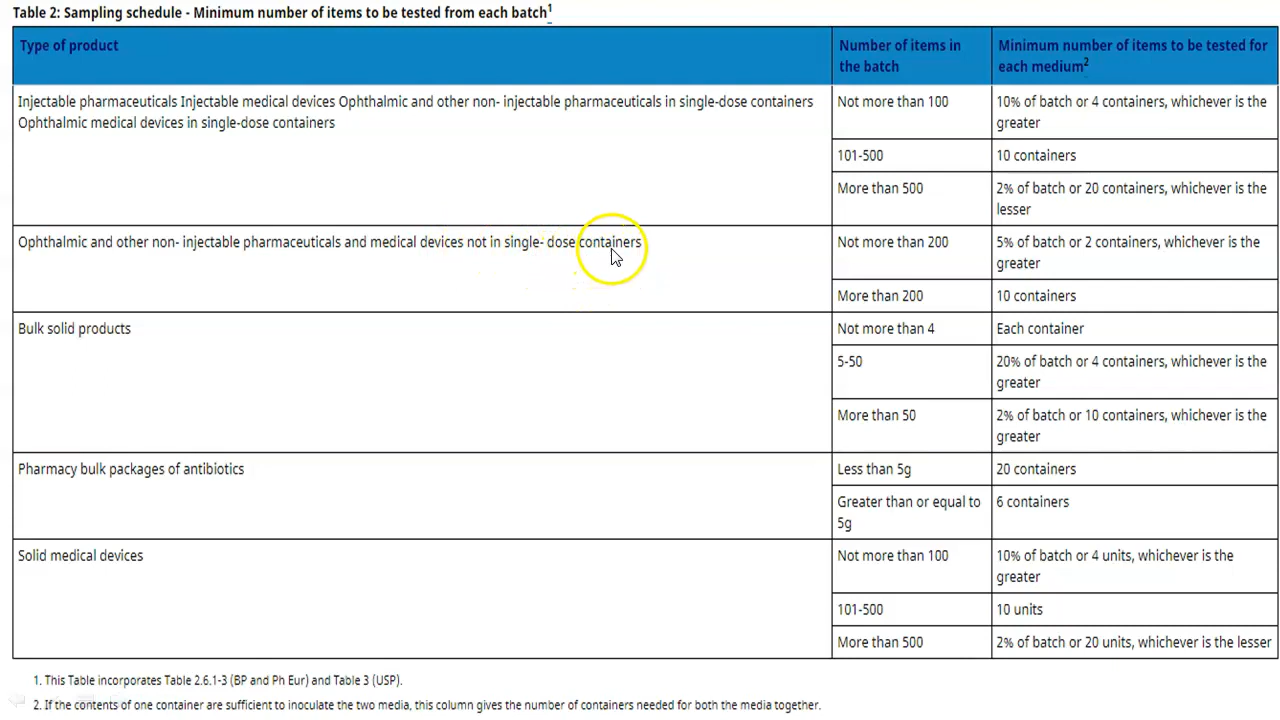 Table 2: Sampling schedule - Minimum number of items to be tested from each batch1
Type of product
Number of items in
the batch
Minimum number of items to be tested for
each medium2
Injectable pharmaceuticals Injectable medical devices Ophthalmic and other non- injectable pharmaceuticals in single-dose containers
Ophthalmic medical devices in single-dose containers
Not more than 100
10% of batch or 4 containers, whichever is the
greater
101-500
10 containers
More than 500
2% of batch or 20 containers, whichever is the
lesser
Ophthalmic and other non- injectable pharmaceuticals and medical devices not in single- dose containers
Not more than 200
5% of batch or 2 containers, whichever is the
greater
More than 200
10 containers
Bulk solid products
Not more than 4
Each container
5-50
20% of batch or 4 containers, whichever is the
greater
More than 50
2% of batch or 10 containers, whichever is the
greater
Pharmacy bulk packages of antibiotics
Less than 5g
20 containers
Greater than or equal to
5g
6 containers
Solid medical devices
Not more than 100
10% of batch or 4 units, whichever is the
greater
101-500
10 units
More than 500
2% of batch or 20 units, whichever is the lesser
1. This Table incorporates Table 2.6.1-3 (BP and Ph Eur) and Table 3 (USP).
2. If the contents of one container are sufficient to inoculate the two media, this column gives the number of containers needed for both the media together.